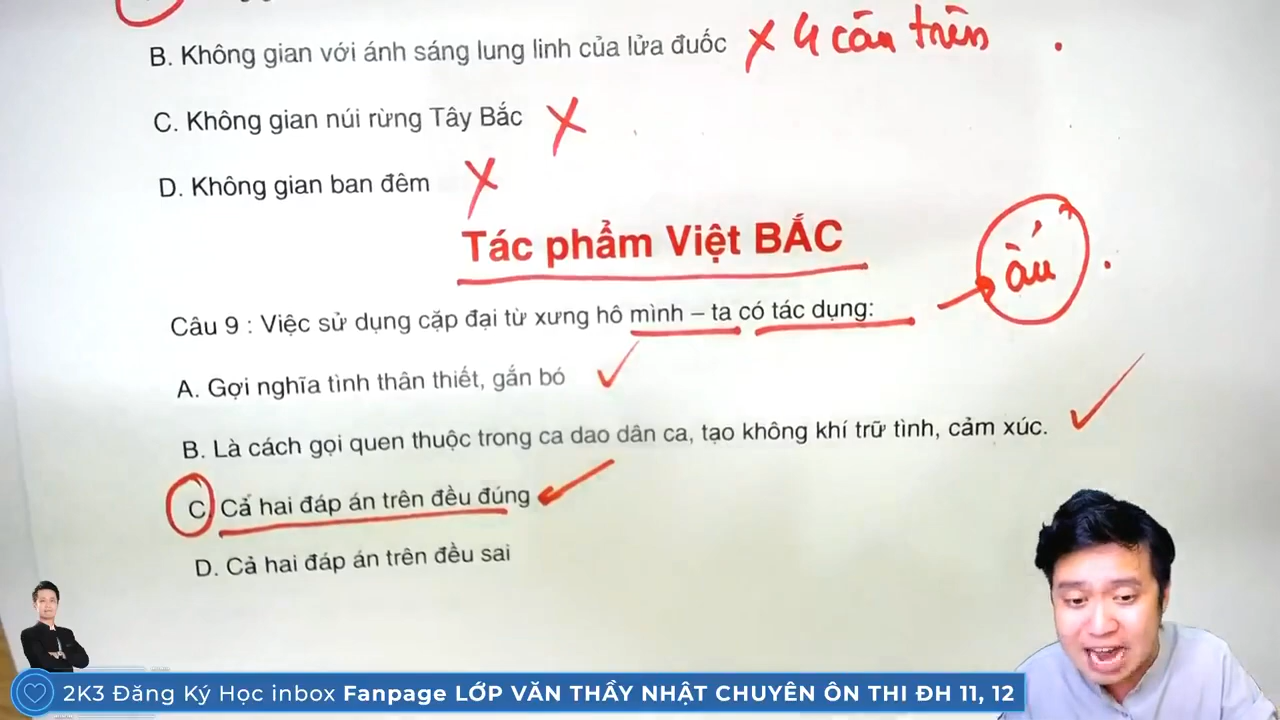 B. Không gian với ánh sáng lung linh của lửa đuốc x 4 câu trên
C. Không gian núi rừng Tây Bắc x
D. Không gian ban đêm x
Tác phẩm Việt BẮC
Câu 9 : Việc sử dụng cặp đại từ xưng hô mình – ta có tác dụng:
A. Gợi nghĩa tình thân thiết, gắn bó
B. Là cách gọi quen thuộc trong ca dao dân ca, tạo không khí trữ tình, cảm xúc.
C Cả hai đáp án trên đều đúng
D. Cả hai đáp án trên đều sai
2K3 Đăng Ký Học inbox Fanpage LỚP VĂN THẦY NHẬT CHUYÊN ÔN THI ĐH 11, 12